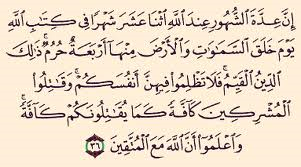 إِنَّ عِدَّةَ ٱلشُّهُورِ عِندَ ٱللَّهِ ٱثْنَا عَشَرَ شَهْرًا فِى كِتَٰبِ ٱللَّهِ
يَوْمَ خَلَقَ ٱلسَّمَٰوَٰتِ وَٱلْأَرْضَ مِنْهَآ أَرْبَعَةٌ حُرُمٌ ۚ ذَٰلِكَ
ٱلدِّينُ ٱلْقَيِّمُ ۚ فَلَا تَظْلِمُوا۟ فِيهِنَّ أَنفُسَكُمْ ۚ وَقَٰتِلُوا۟
ٱلْمُشْرِكِينَ كَآفَّةً كَمَا يُقَٰتِلُونَكُمْ كَآفَّةً ۚ
وَٱعْلَمُوٓا۟ أَنَّ ٱللَّهَ مَعَ ٱلْمُتَّقِينَ ٣٦